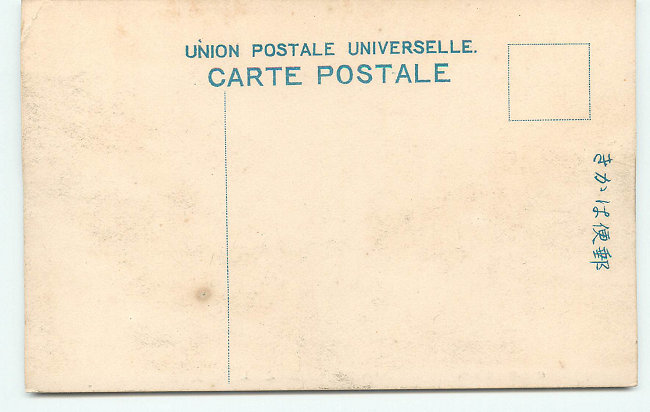 UNION POSTALE UNIVERSELLE.
CARTE POSTALE
郵便はかき